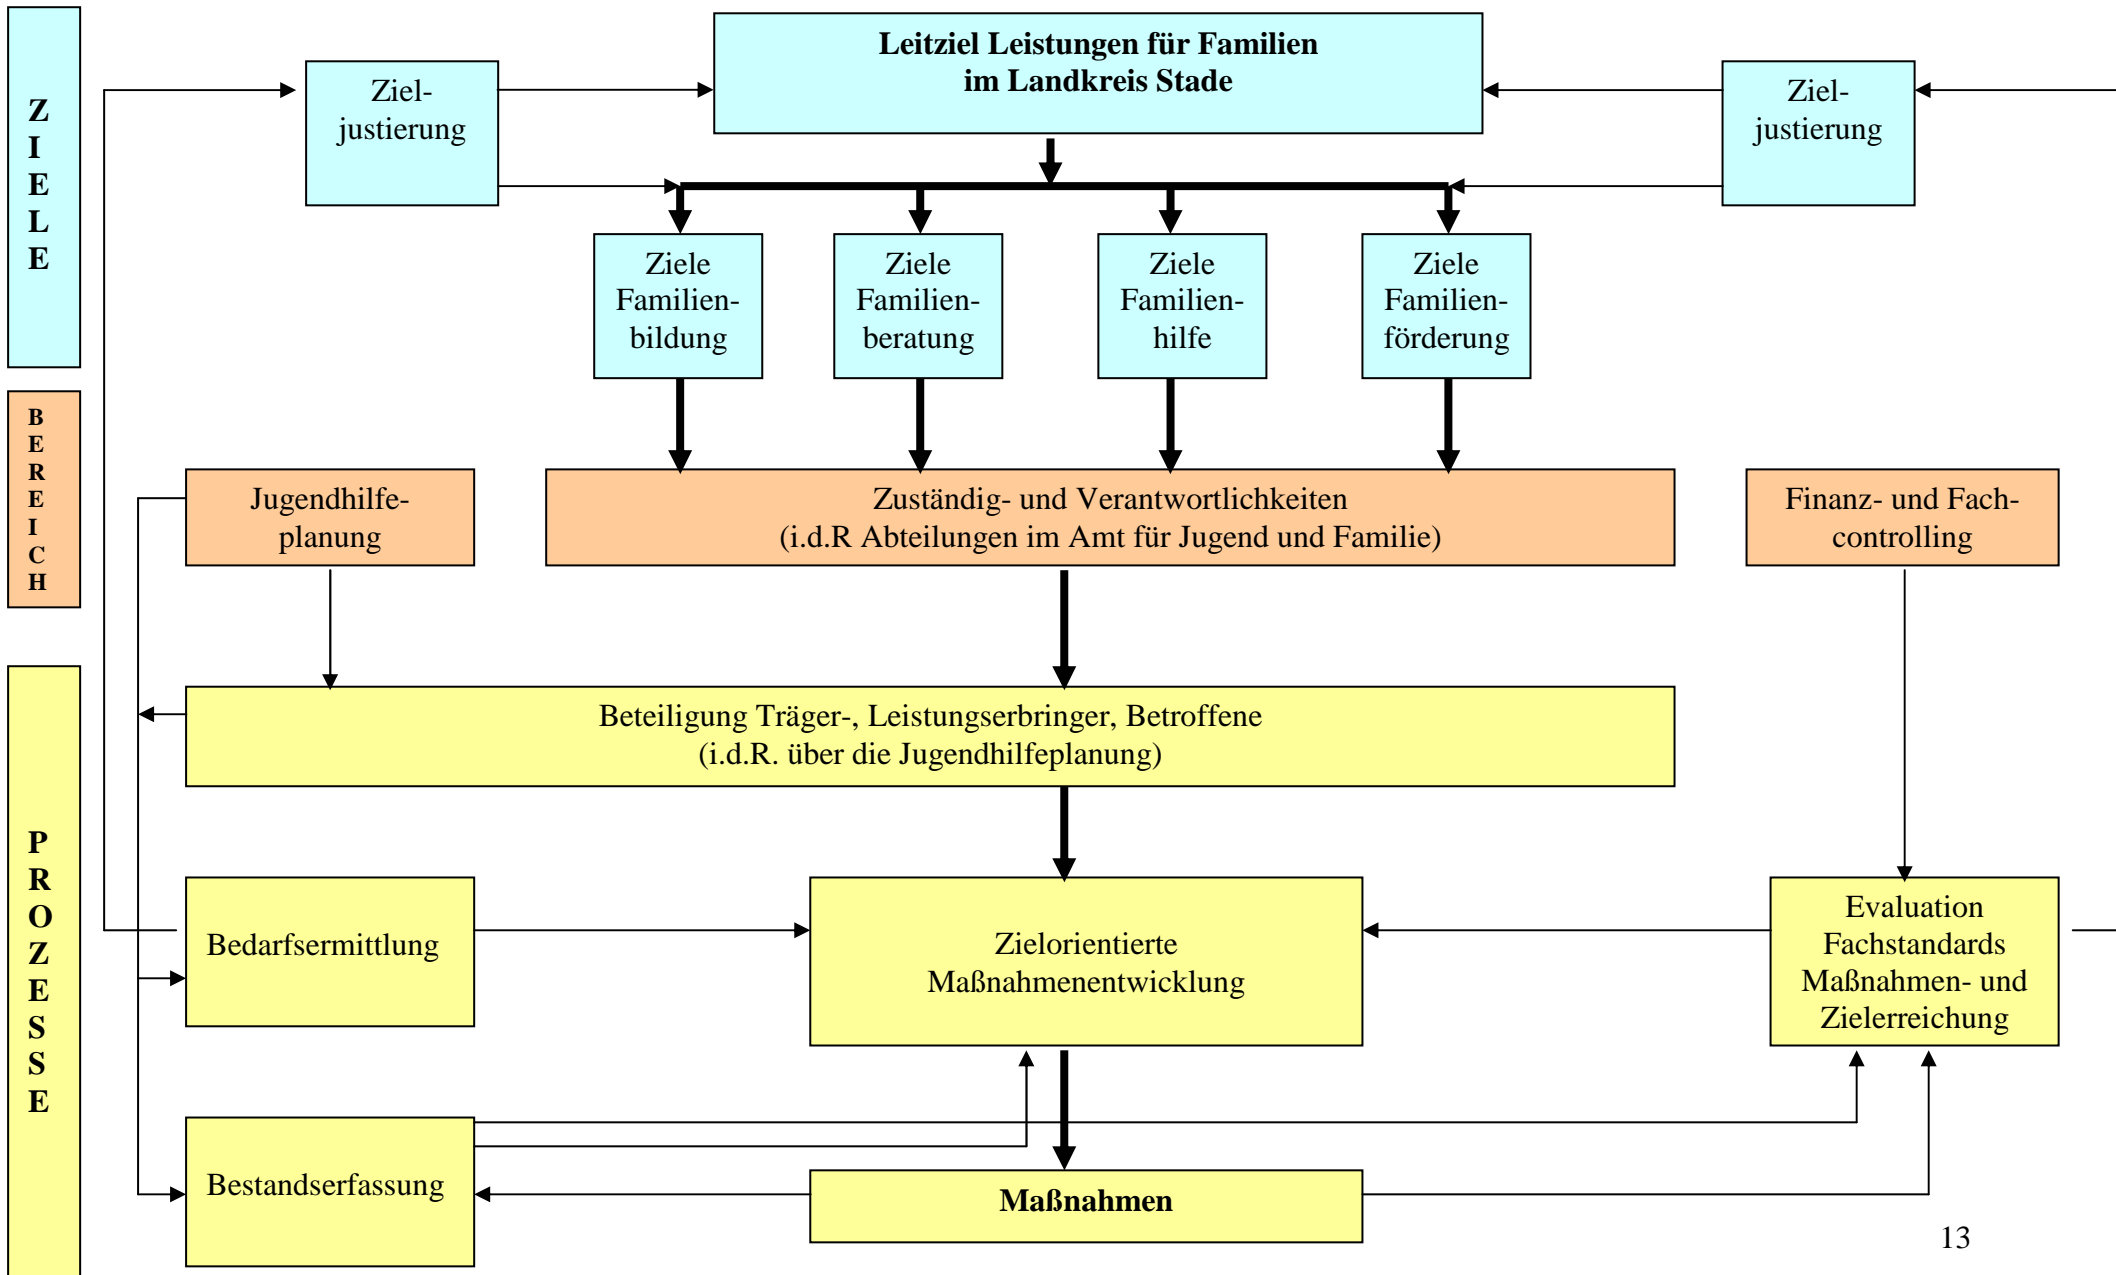 ZIELE
Leitziel Leistungen für Familien
im Landkreis Stade
Ziel-
justierung
Ziel-
justierung
Ziele
Familien-
bildung
Ziele
Familien-
beratung
Ziele
Familien-
hilfe
Ziele
Familien-
förderung
BEREICH
Jugendhilfe-
planung
Zuständig- und Verantwortlichkeiten
(i.d.R Abteilungen im Amt für Jugend und Familie)
Finanz- und Fach-
controlling
PROZESSE
Beteiligung Träger-, Leistungserbringer, Betroffene
(i.d.R. über die Jugendhilfeplanung)
Bedarfsermittlung
Zielorientierte
Maßnahmenentwicklung
Evaluation
Fachstandards
Maßnahmen- und
Zielerreichung
Bestandserfassung
Maßnahmen
13